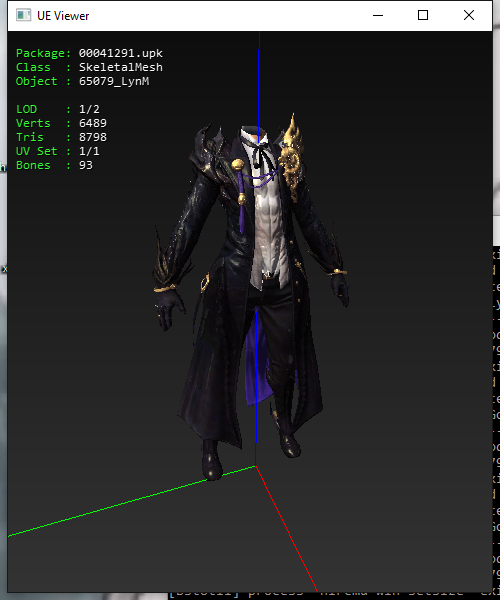 UE Viewer
Package: 00041291.upk
Class : SkeletalMesh
Object : 65079_LynM
LOD : 1/2
Verts : 6489
Tris : 8798
UV Set : 1/1
Bones : 93